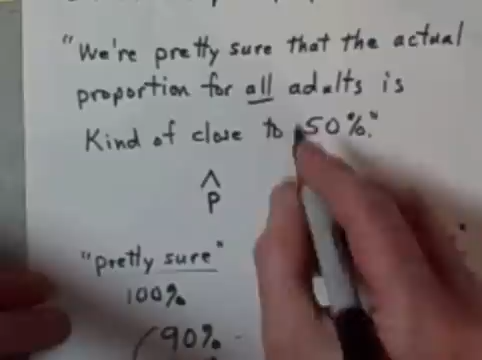 "We're pretty sure that the actual
proportion for all adults is
Kind of close to 50%."
^
P
"pretty sure"
100%
90%